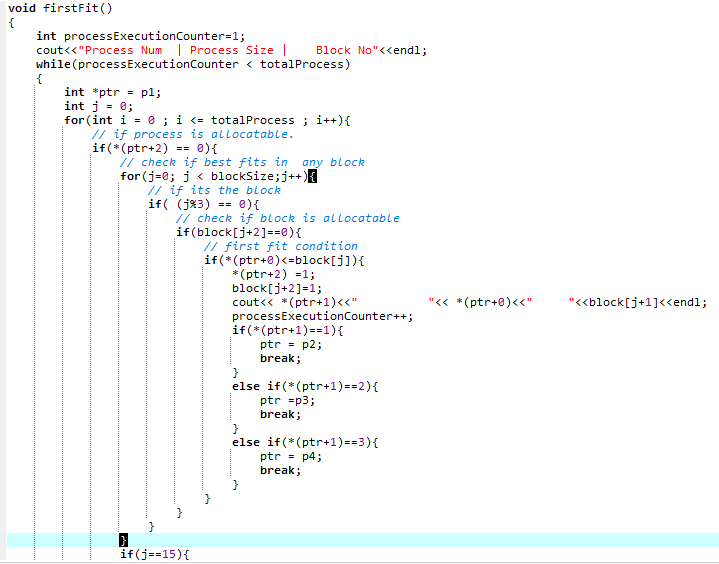 void firstFit()
{
    int processExecutionCounter=1;
    cout<<"Process Num  | Process Size |    Block No"<<endl;
    while(processExecutionCounter < totalProcess)
    {
        int *ptr = p1;
        int j = 0;
        for(int i = 0 ; i <= totalProcess ; i++){
            // if process is allocatable.
            if(*(ptr+2) == 0){
                // check if best fits in  any block
                for(j=0; j < blockSize;j++){
                    // if its the block
                    if( (j%3) == 0){
                        // check if block is allocatable
                        if(block[j+2]==0){
                            // first fit condition
                            if(*(ptr+0)<=block[j]){
                                *(ptr+2) =1;
                                block[j+2]=1;
                                cout<< *(ptr+1)<<"          "<< *(ptr+0)<<"     "<<block[j+1]<<endl;
                                processExecutionCounter++;
                                if(*(ptr+1)==1){
                                    ptr = p2;
                                    break;
                                }
                                else if(*(ptr+1)==2){
                                    ptr =p3;
                                    break;
                                }
                                else if(*(ptr+1)==3){
                                    ptr = p4;
                                    break;
                                }
                            }
                        }
                    }
                }
                if(j==15){